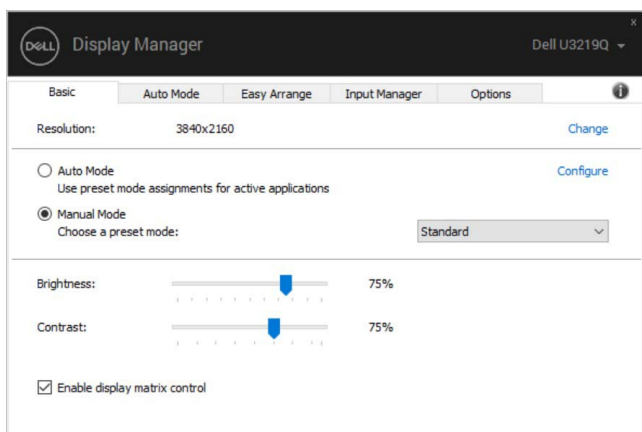 x
DELL Display Manager Dell U3219Q
Basic Auto Mode Easy Arrange Input Manager Options i
Resolution: 3840x2160 Change
Auto Mode Configure
Use preset mode assignments for active applications
Manual Mode
Choose a preset mode: Standard
Brightness: 75%
Contrast: 75%
Enable display matrix control